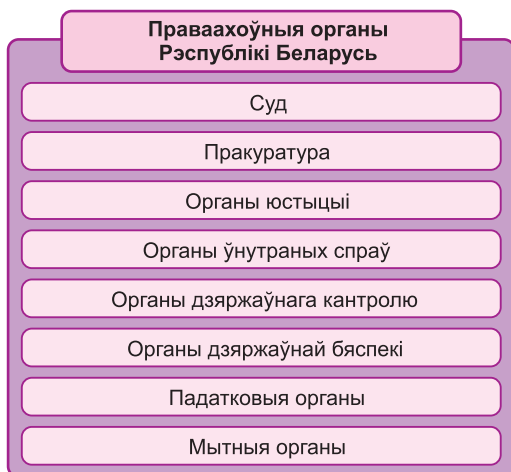 Праваахоўныя органы
Рэспублікі Беларусь
Суд
Пракуратура
Органы юстыцыі
Органы ўнутраных спраў
Органы дзяржаўнага кантролю
Органы дзяржаўнай бяспекі
Падатковыя органы
Мытныя органы